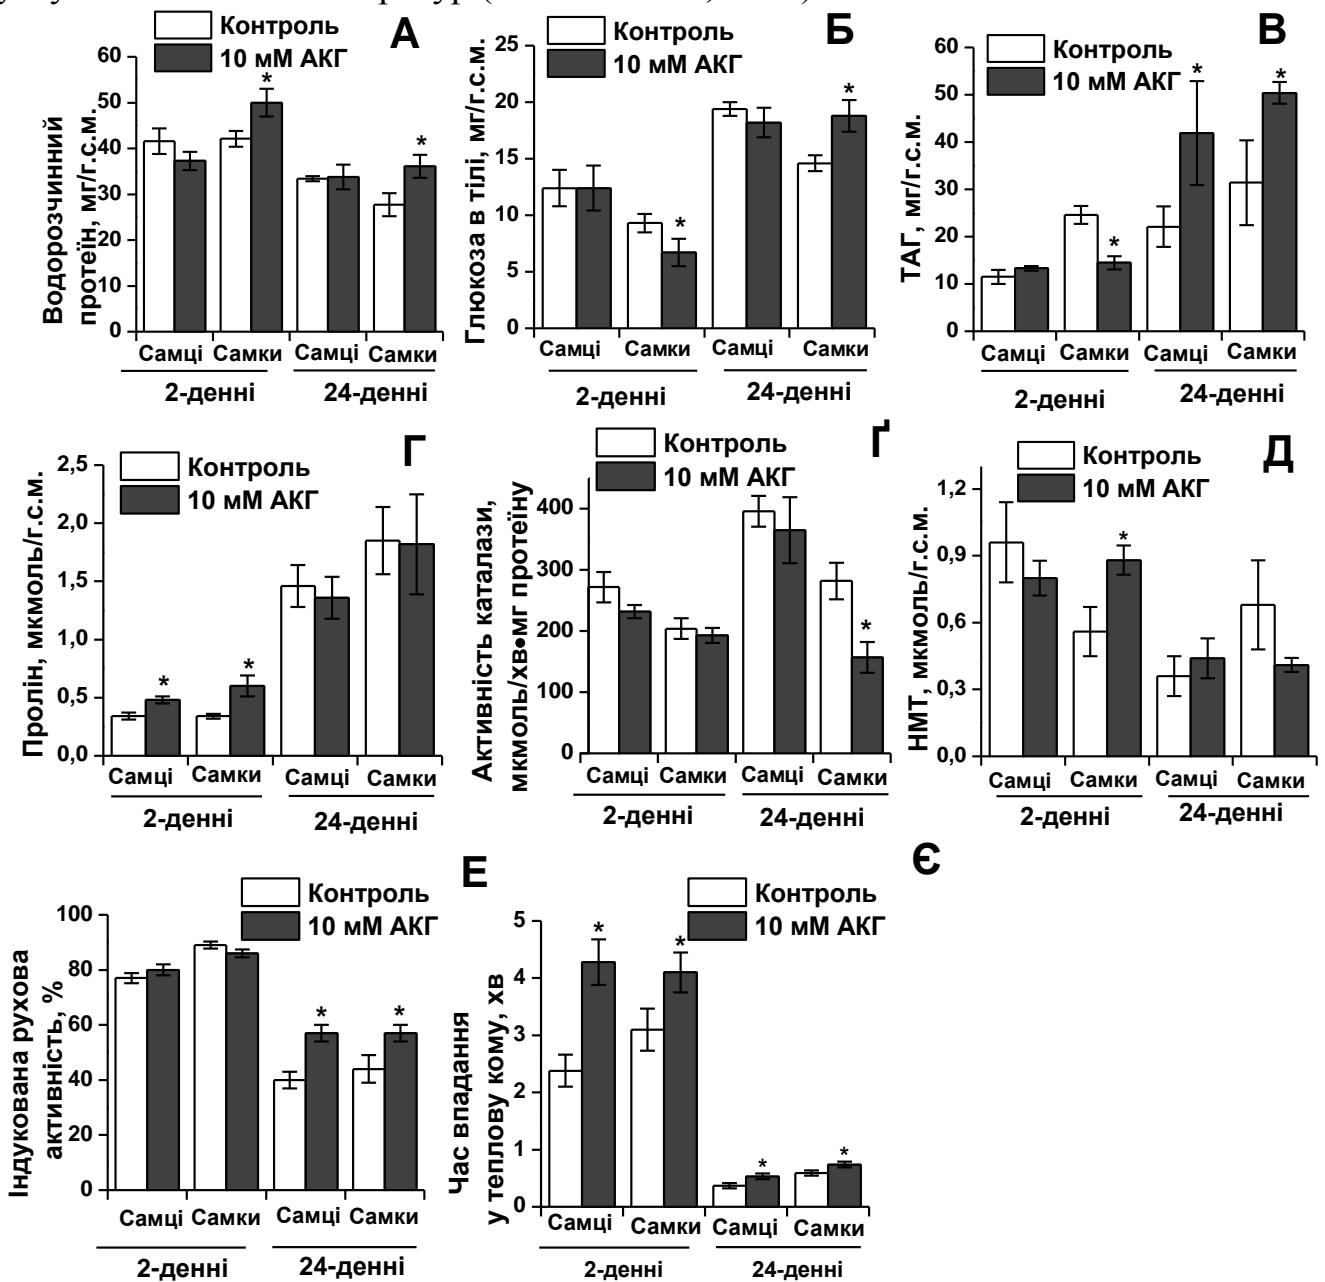 Контроль
10 мМ АКГ
А
Водорозчинний
протеїн, мг/г.с.м.
60
50
40
30
20
10
0
*
*
Самці
Самки
Самці
Самки
2-денні
24-денні
Контроль
10 мМ АКГ
Б
Глюкоза в тілі, мг/г.с.м.
25
20
15
10
5
0
*
*
Самці
Самки
Самці
Самки
2-денні
24-денні
Контроль
10 мМ АКГ
В
ТАГ, мг/г.с.м.
60
50
40
30
20
10
0
*
*
*
Самці
Самки
Самці
Самки
2-денні
24-денні
Контроль
10 мМ АКГ
Г
Пролін, мкмоль/г.с.м.
2,5
2,0
1,5
1,0
0,5
0,0
*
*
Самці
Самки
Самці
Самки
2-денні
24-денні
Контроль
10 мМ АКГ
Ґ
Активність каталази,
мкмоль/хв•мг протеїну
400
300
200
100
0
*
Самці
Самки
Самці
Самки
2-денні
24-денні
Контроль
10 мМ АКГ
Д
НМТ, мкмоль/г.с.м.
1,2
0,9
0,6
0,3
0,0
*
Самці
Самки
Самці
Самки
2-денні
24-денні
Контроль
10 мМ АКГ
Е
Індукована рухова
активність, %
100
80
60
40
20
0
*
*
Самці
Самки
Самці
Самки
2-денні
24-денні
Контроль
10 мМ АКГ
Є
Час впадання
у теплову кому, хв
5
4
3
2
1
0
*
*
*
*
Самці
Самки
Самці
Самки
2-денні
24-денні